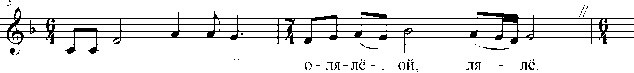 о-ля-лё-. ой, ля - лё.